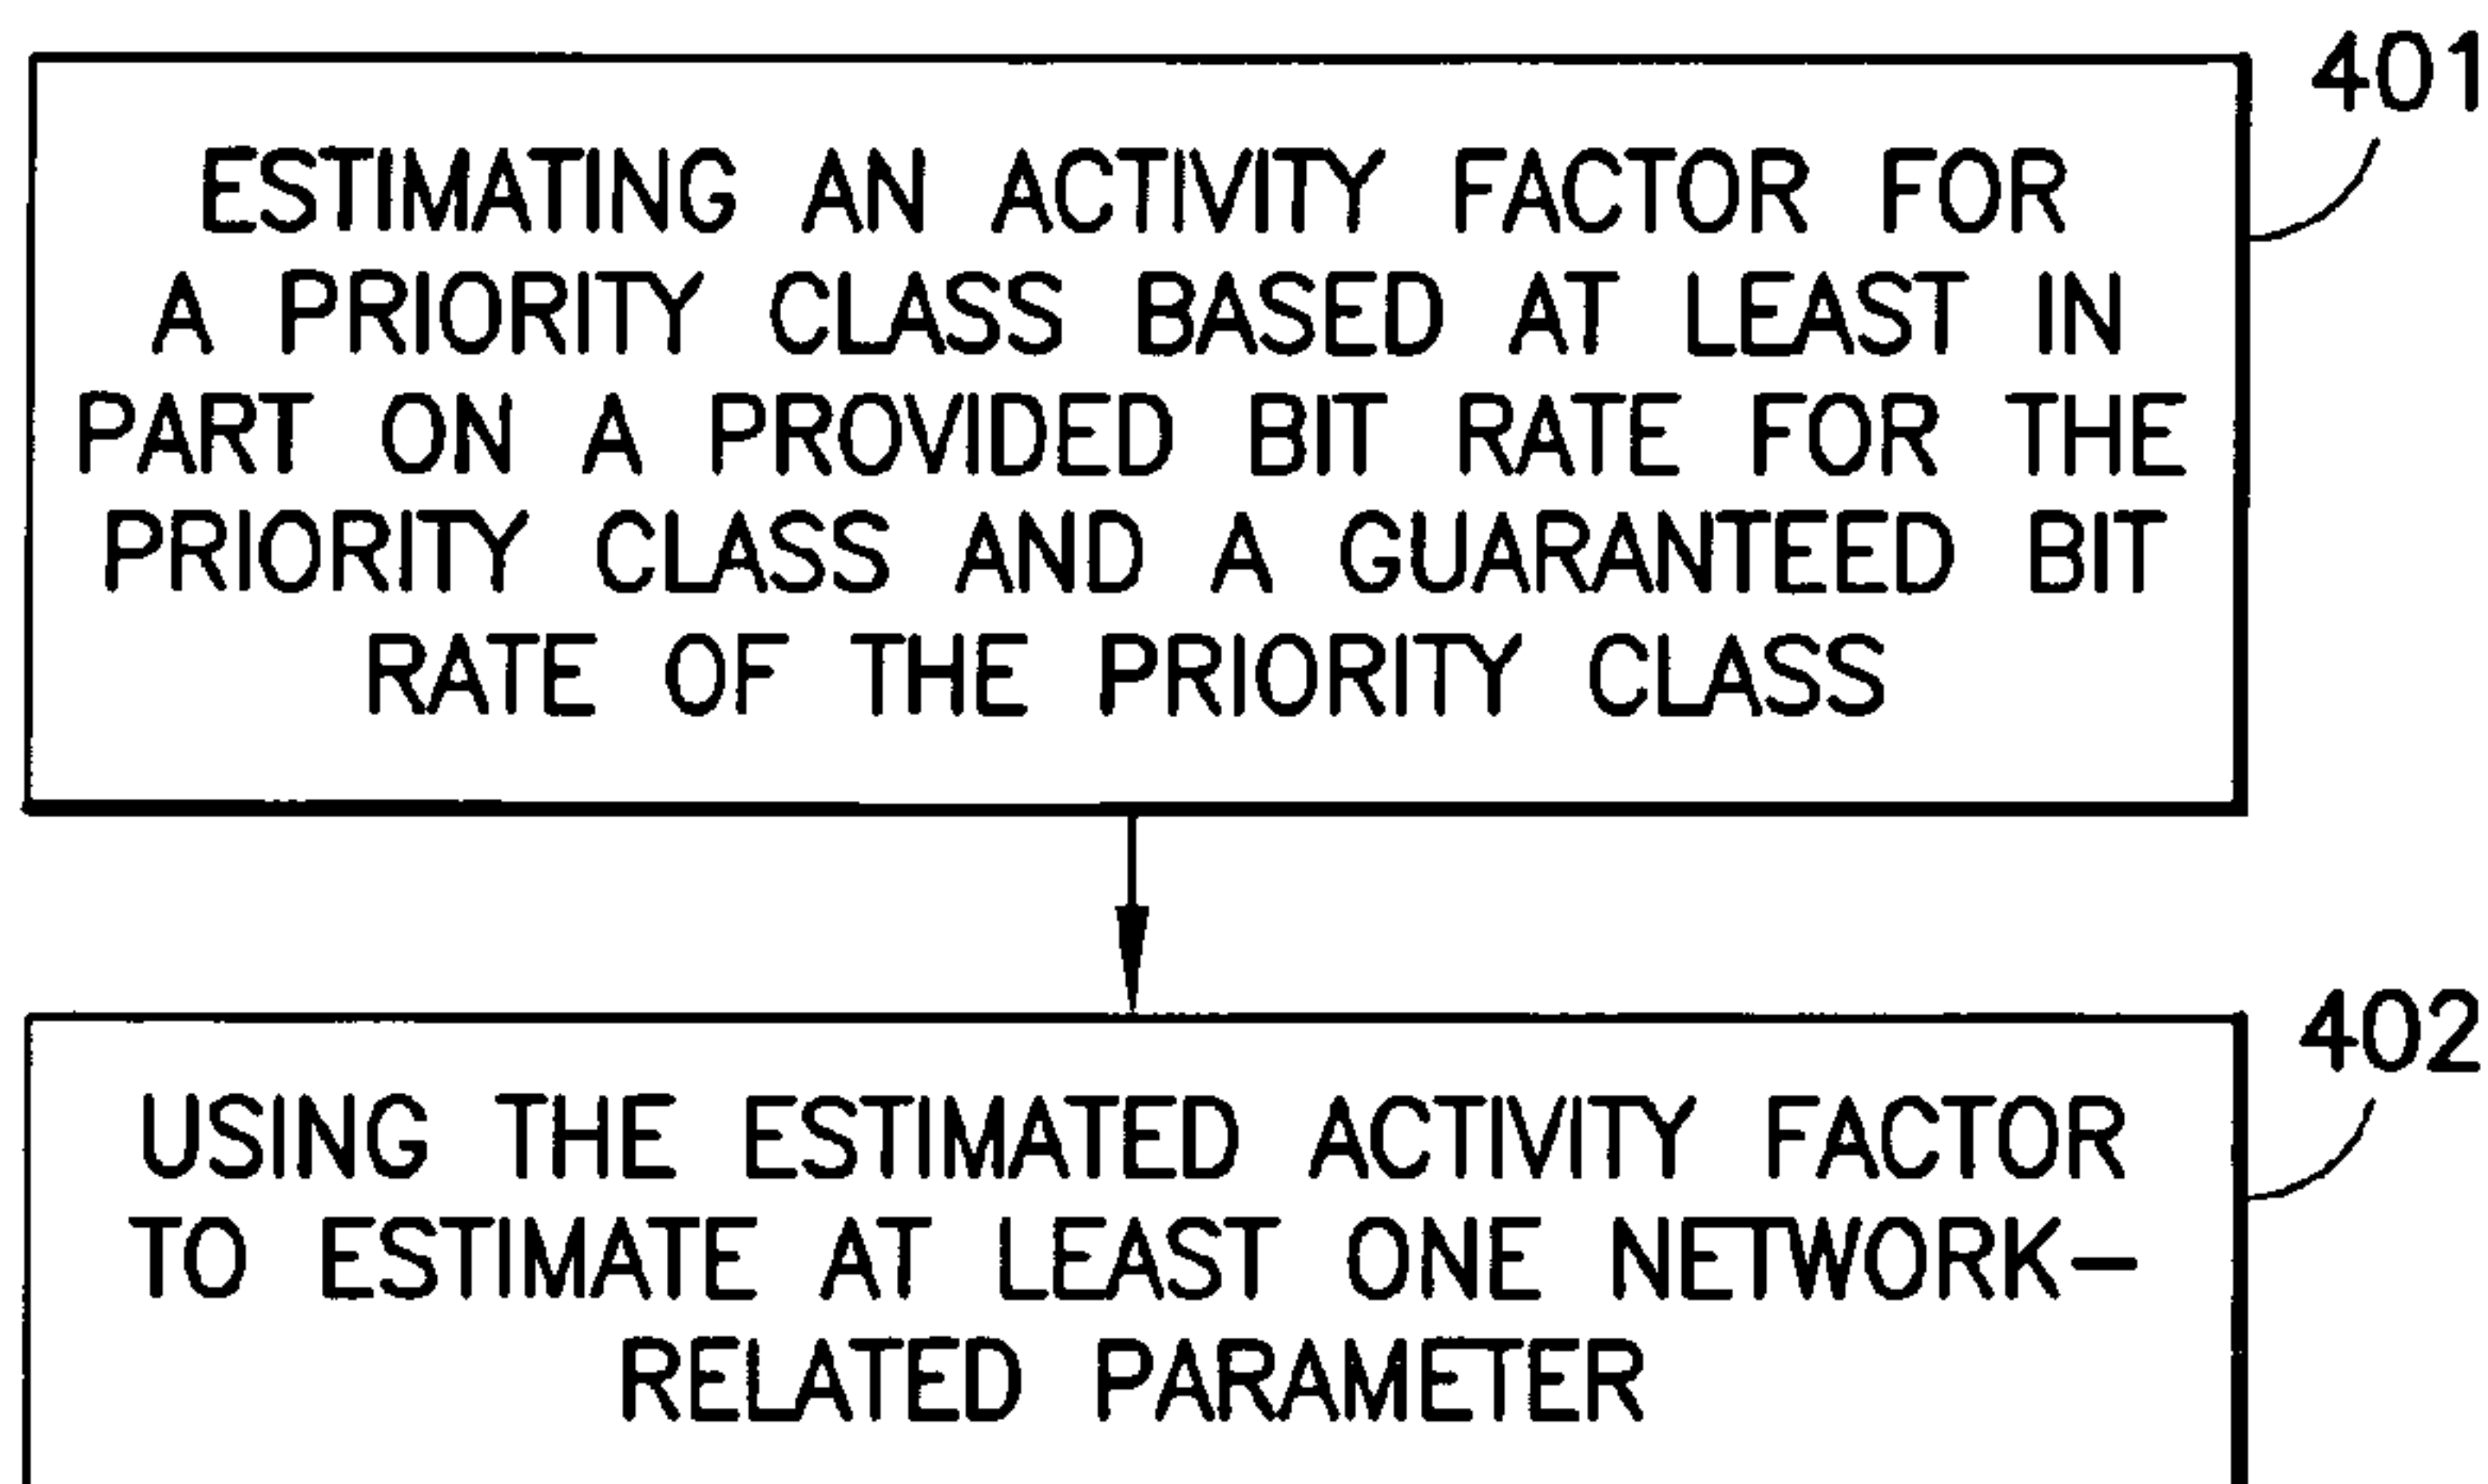 401
ESTIMATING AN ACTIVITY FACTOR FOR
A PRIORITY CLASS BASED AT LEAST IN
PART ON A PROVIDED BIT RATE FOR THE
PRIORITY CLASS AND A GUARANTEED BIT
RATE OF THE PRIORITY CLASS
402
USING THE ESTIMATED ACTIVITY FACTOR
TO ESTIMATE AT LEAST ONE NETWORK—
RELATED PARAMETER